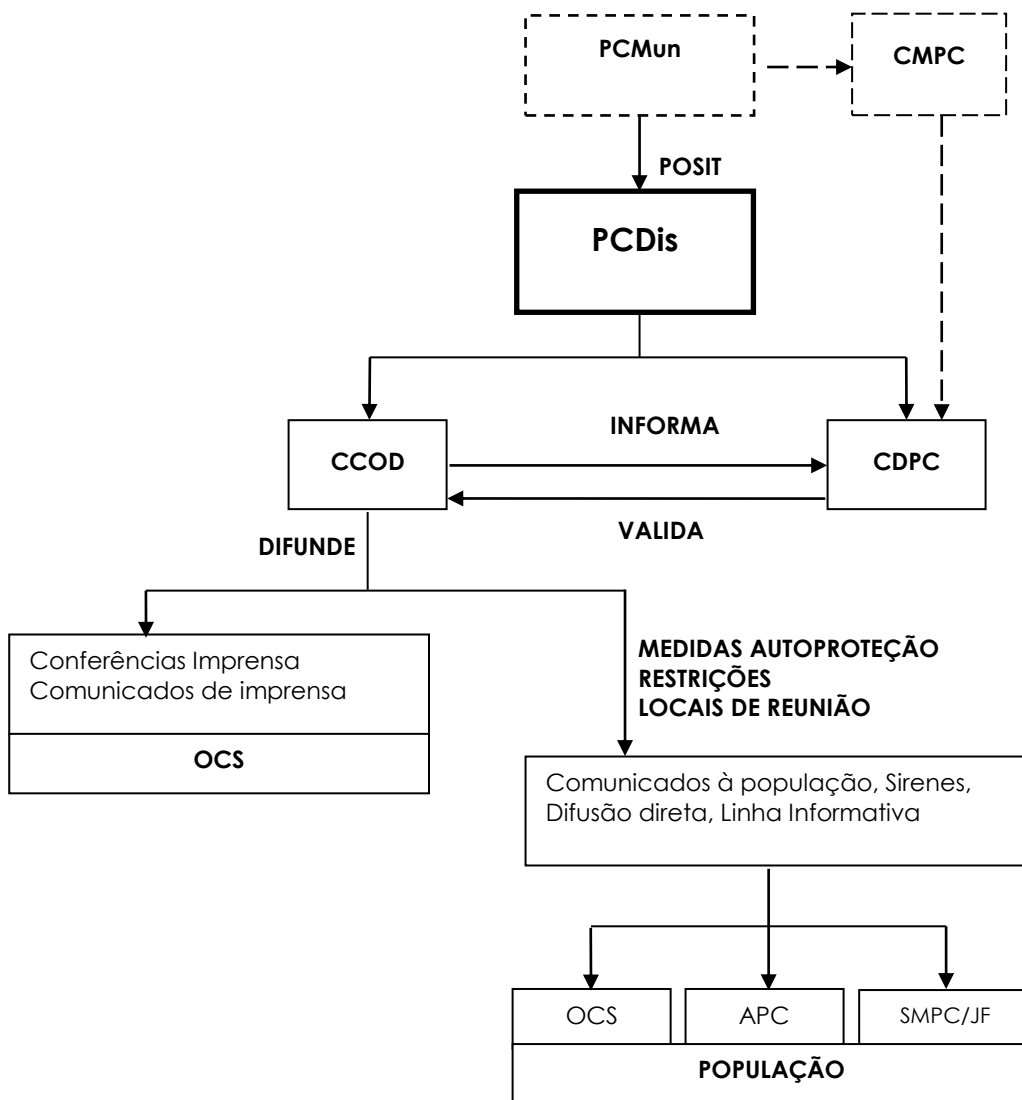 PCMun
CMPC
POSIT
PCDis
INFORMA
CCOD
CDPC
VALIDA
DIFUNDE
Conferências Imprensa
Comunicados de imprensa
OCS
MEDIDAS AUTOPROTEÇÃO
RESTRIÇÕES
LOCAIS DE REUNIÃO
Comunicados à população, Sirenes,
Difusão direta, Linha Informativa
OCS
APC
SMPC/JF
POPULAÇÃO